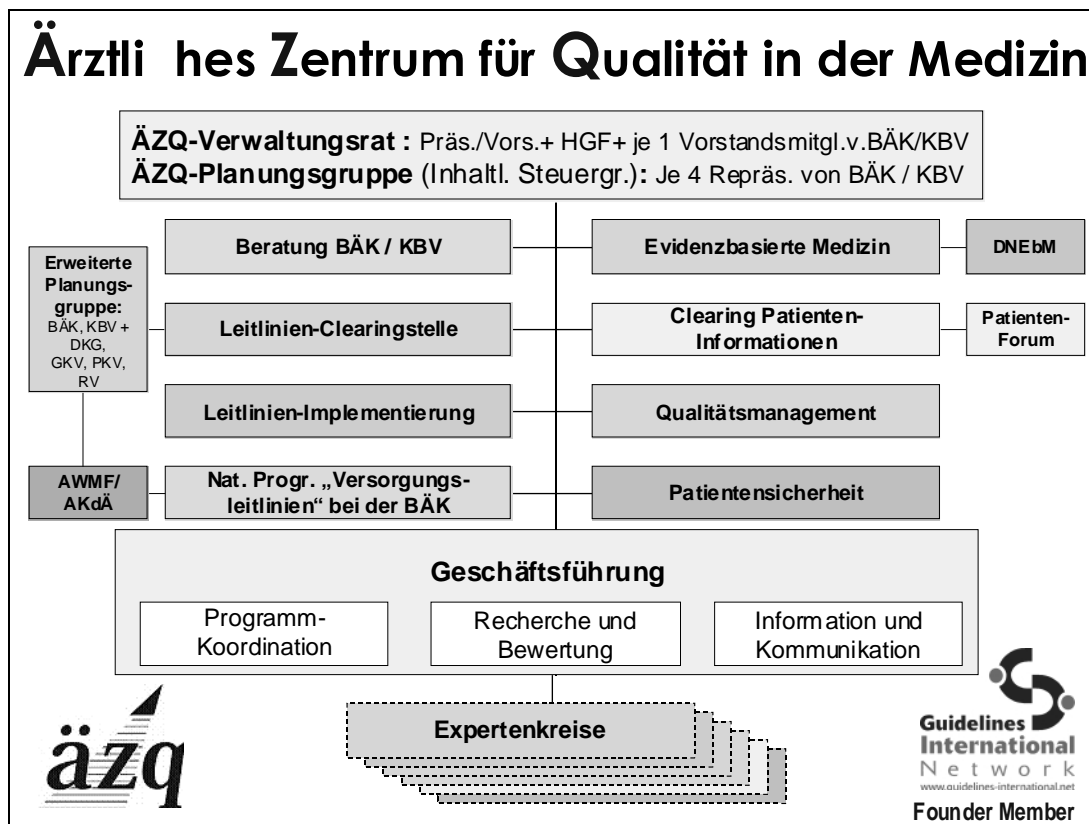 Ärztli hes Zentrum für Qualität in der Medizin
ÄZQ-Verwaltungsrat : Präs./Vors.+ HGF+ je 1 Vorstandsmitgl.v.BÄK/KBV
ÄZQ-Planungsgruppe (Inhaltl. Steuergr.): Je 4 Repräs. von BÄK / KBV
Beratung BÄK / KBV
Evidenzbasierte Medizin
DNEbM
Erweiterte
Planungs-
gruppe:
BÄK, KBV +
DKG,
GKV, PKV,
RV
Leitlinien-Clearingstelle
Clearing Patienten-
Informationen
Patienten-
Forum
Leitlinien-Implementierung
Qualitätsmanagement
AWMF/
AKdÄ
Nat. Progr. „Versorgungs-
leitlinien“ bei der BÄK
Patientensicherheit
Geschäftsführung
Programm-
Koordination
Recherche und
Bewertung
Information und
Kommunikation
Expertenkreise
äzq
Guidelines
International
Network
www.guidelines-international.net
Founder Member